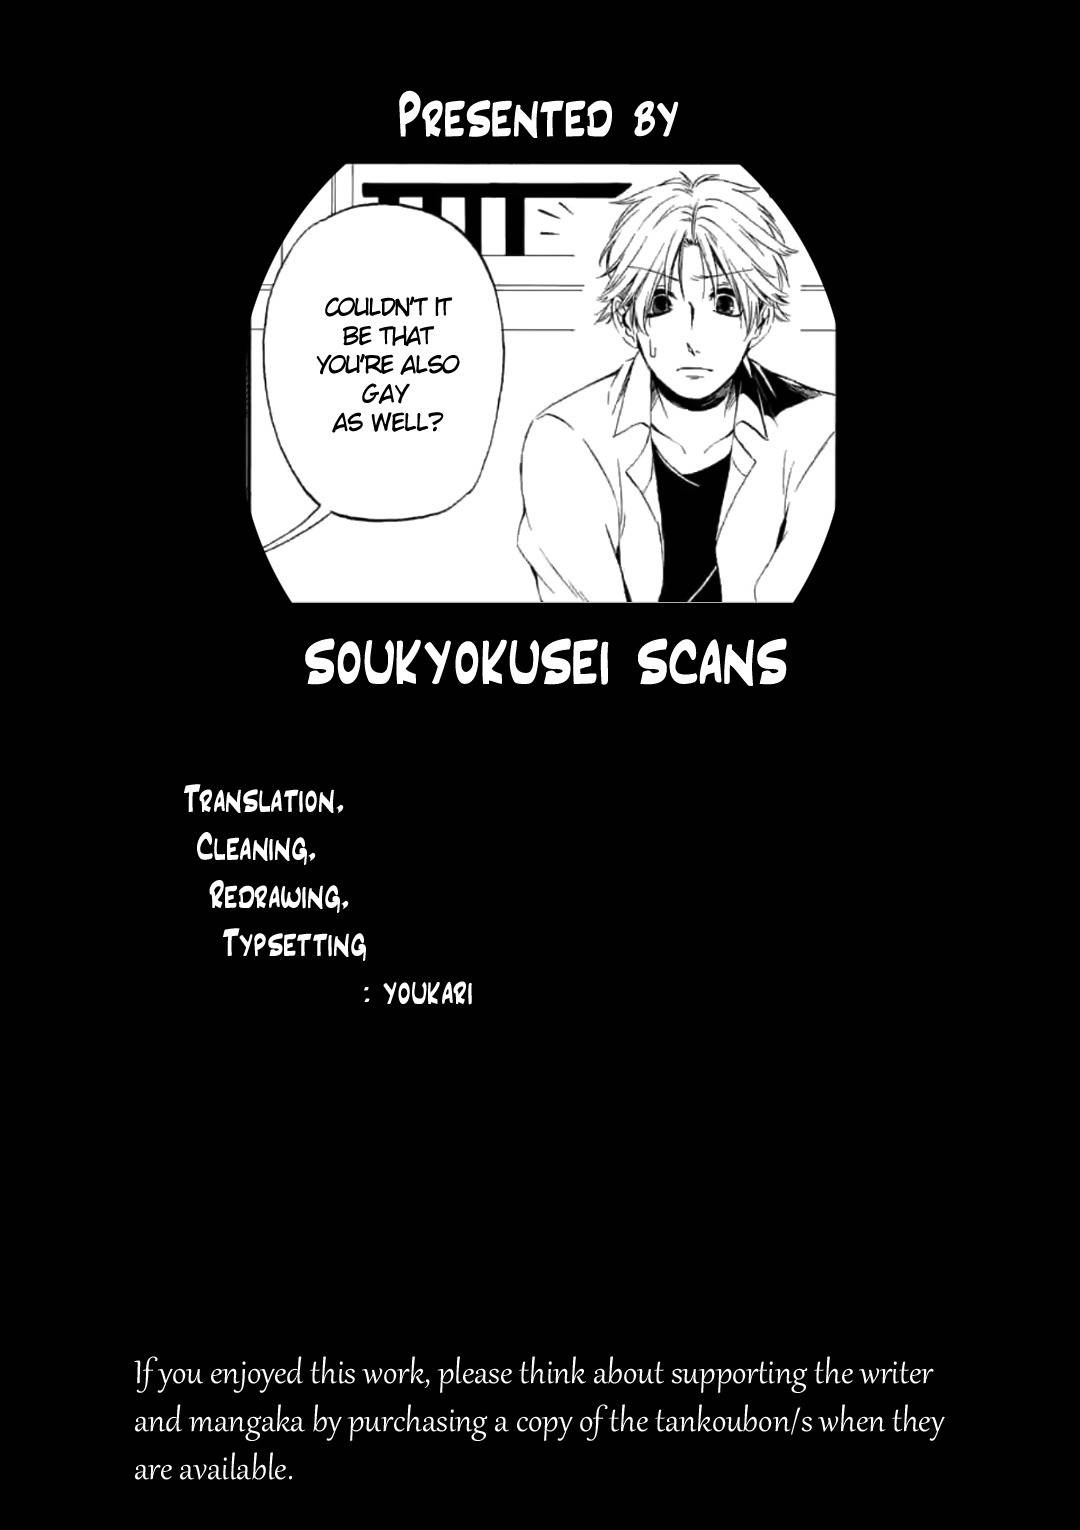 PRESENTED BY
COULDN'T IT
BE THAT
YOU'RE ALSO
GAY
AS WELL?
SOUKYOKUSEI SCANS
TRANSLATION,
CLEANING,
REDRAWING,
TYPSETTING
: YOUKARI
If you enjoyed this work, please think about supporting the writer
and mangaka by purchasing a copy of the tankoubon/s when they
are available.